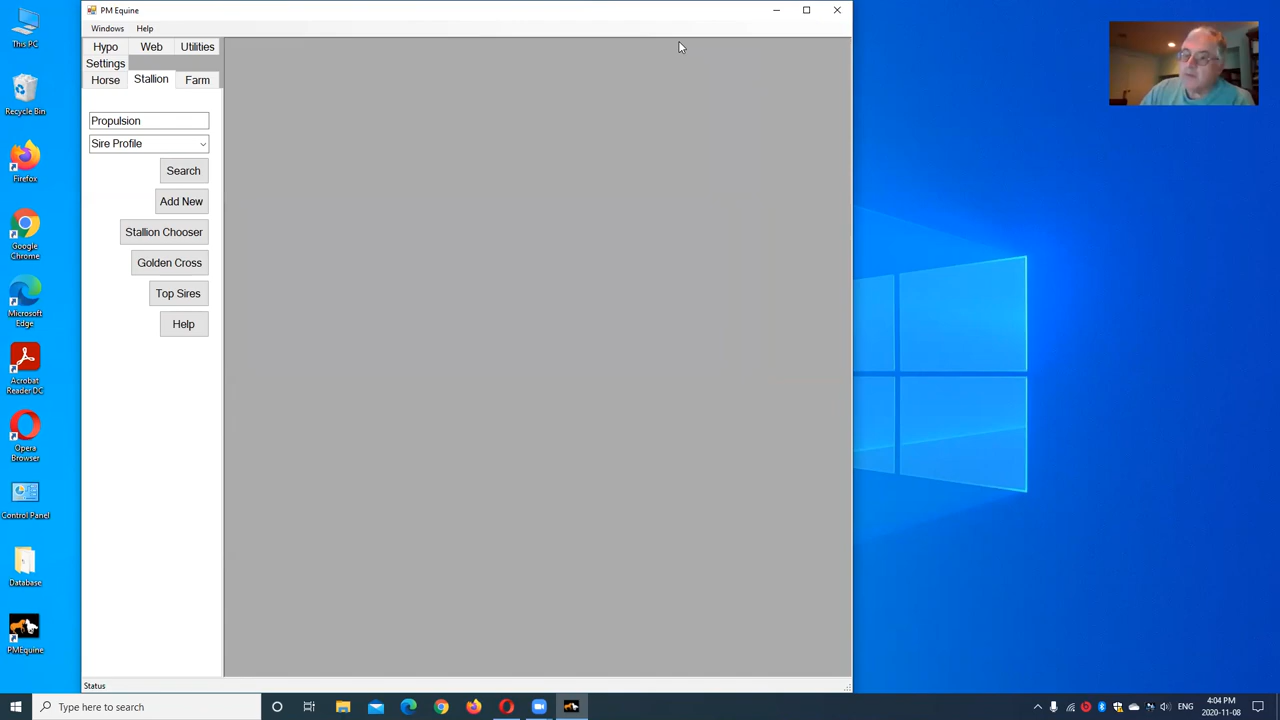 This PC
Recycle Bin
Firefox
Google
Chrome
Microsoft
Edge
Acrobat
Reader DC
Opera
Browser
Control Panel
Database
PMEquine
PM Equine
Windows Help
Hypo Web Utilities
Settings
Horse Stallion Farm
Propulsion
Sire Profile
Search
Add New
Stallion Chooser
Golden Cross
Top Sires
Help
Status
Type here to search
ENG
4:04 PM
2020-11-08